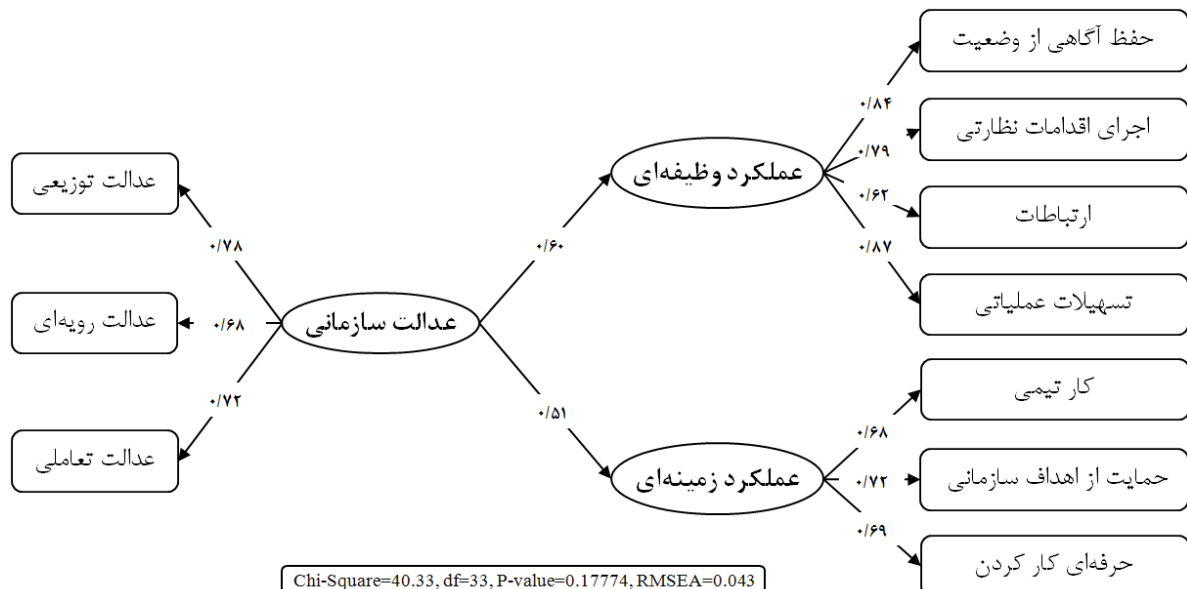 حفظ آگاهی از وضعیت
۰/۸۴
اجرای اقدامات نظارتی
۰/۷۹
عملکرد وظیفه‌ای
عدالت توزیعی
۰/۶۲
ارتباطات
۰/۷۸
۰/۶۰
۰/۸۷
تسهیلات عملیاتی
عدالت رویه‌ای
۰/۶۸
عدالت سازمانی
کار تیمی
۰/۷۲
۰/۵۱
۰/۶۸
عدالت تعاملی
عملکرد زمینه‌ای
۰/۷۲
حمایت از اهداف سازمانی
۰/۶۹
حرفه‌ای کار کردن
Chi-Square=40.33, df=33, P-value=0.17774, RMSEA=0.043